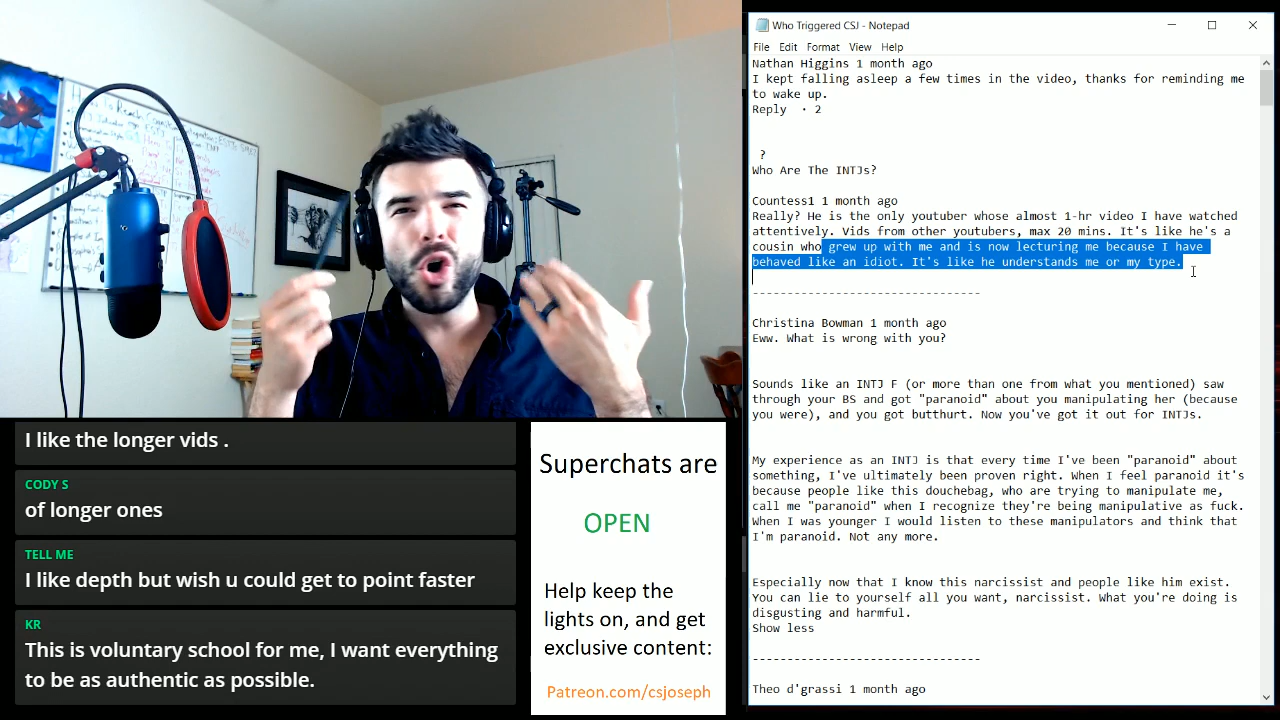 Who Triggered CSJ - Notepad
File Edit Format View Help
Nathan Higgins 1 month ago
I kept falling asleep a few times in the video, thanks for reminding me
to wake up.
Reply · 2
?
Who Are The INTJs?
Countess1 1 month ago
Really? He is the only youtuber whose almost 1-hr video I have watched
attentively. Vids from other youtubers, max 20 mins. It's like he's a
cousin who grew up with me and is now lecturing me because I have
behaved like an idiot. It's like he understands me or my type.
--------------------------------
Christina Bowman 1 month ago
Eww. What is wrong with you?
Sounds like an INTJ F (or more than one from what you mentioned) saw
through your BS and got "paranoid" about you manipulating her (because
you were), and you got butthurt. Now you've got it out for INTJs.
My experience as an INTJ is that every time I've been "paranoid" about
something, I've ultimately been proven right. When I feel paranoid it's
because people like this douchebag, who are trying to manipulate me,
call me "paranoid" when I recognize they're being manipulative as fuck.
When I was younger I would listen to these manipulators and think that
I'm paranoid. Not any more.
Especially now that I know this narcissist and people like him exist.
You can lie to yourself all you want, narcissist. What you're doing is
disgusting and harmful.
Show less
--------------------------------
Theo d'grassi 1 month ago
I like the longer vids .
CODY S
of longer ones
TELL ME
I like depth but wish u could get to point faster
KR
This is voluntary school for me, I want everything
to be as authentic as possible.
Superchats are
OPEN
Help keep the
lights on, and get
exclusive content:
Patreon.com/csjoseph